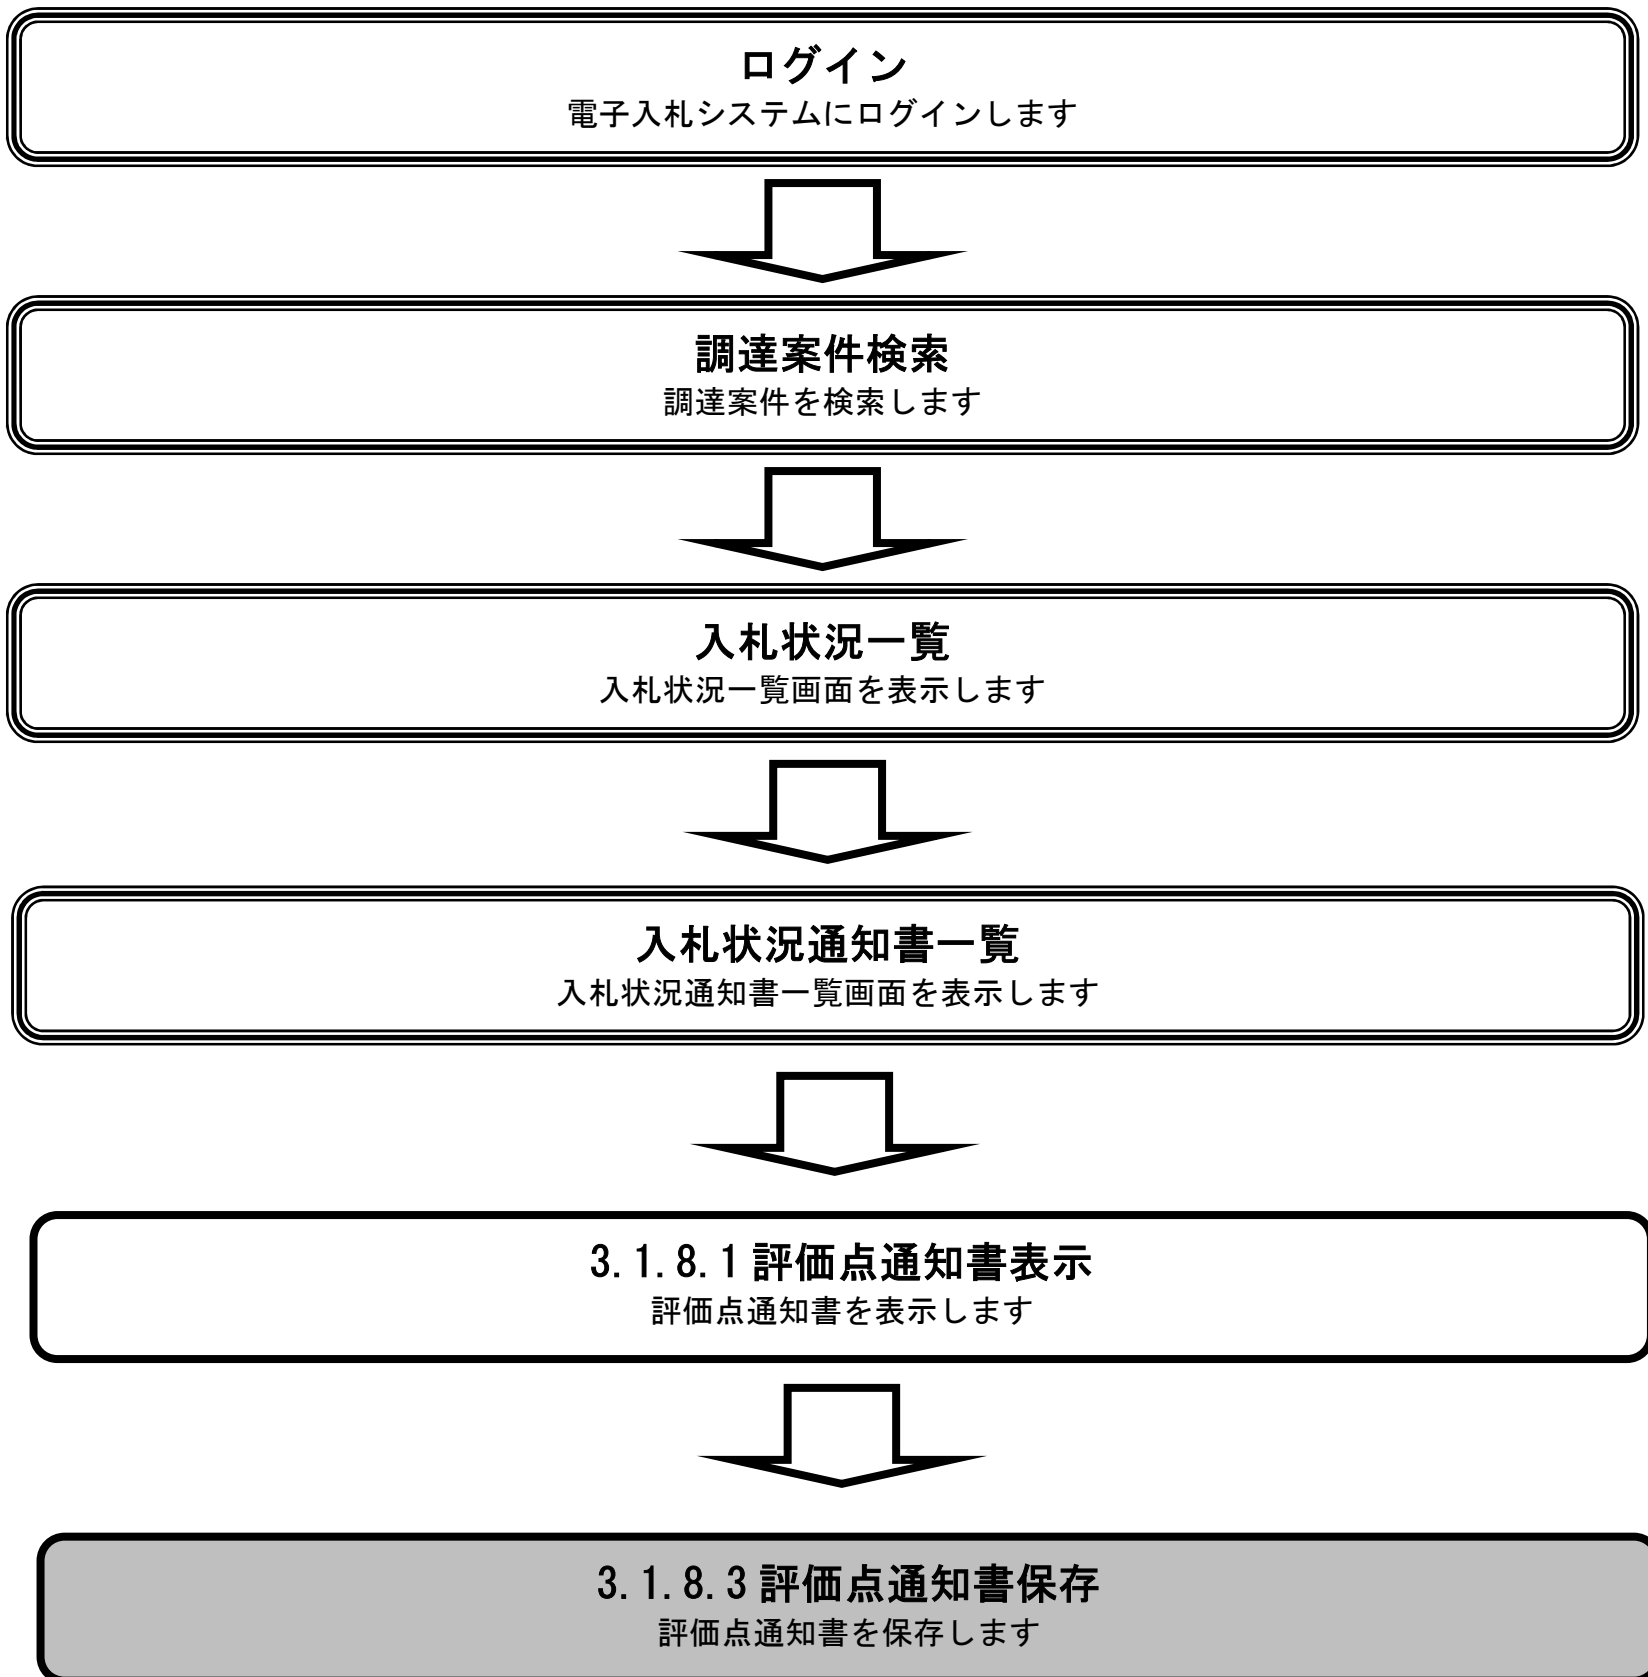 ログイン
電子入札システムにログインします
調達案件検索
調達案件を検索します
入札状況一覧
入札状況一覧画面を表示します
入札状況通知書一覧
入札状況通知書一覧画面を表示します
3.1.8.1 評価点通知書表示
評価点通知書を表示します
3.1.8.3 評価点通知書保存
評価点通知書を保存します